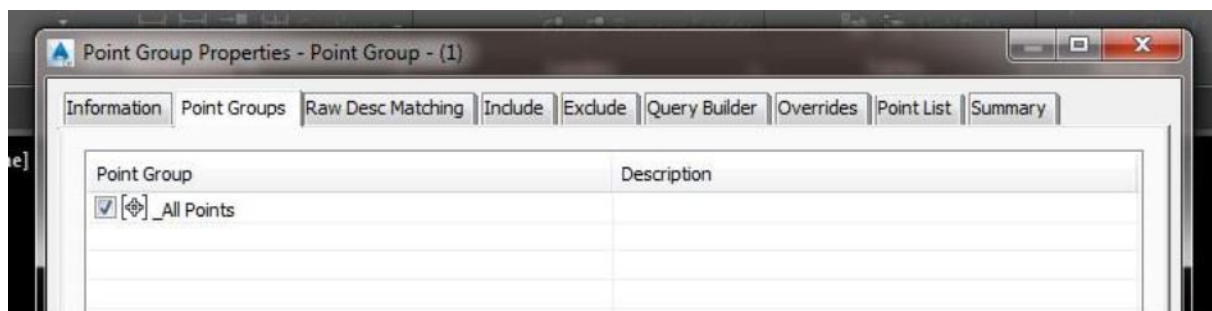 Point Group Properties - Point Group - (1)
Information Point Groups Raw Desc Matching Include Exclude Query Builder Overrides Point List Summary
ne]
Point Group Description
_All Points